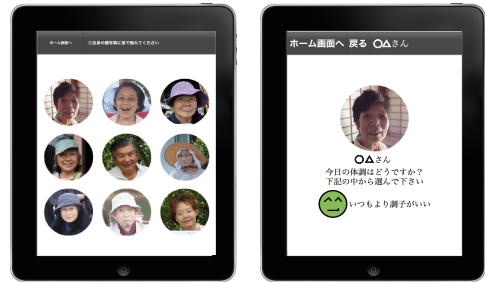 ホーム画面へ ご自身の顔写真に指で触れてください
ホーム画面へ 戻る ○△さん
○△さん
今日の体調はどうですか？
下記の中から選んで下さい
いつもより調子がいい